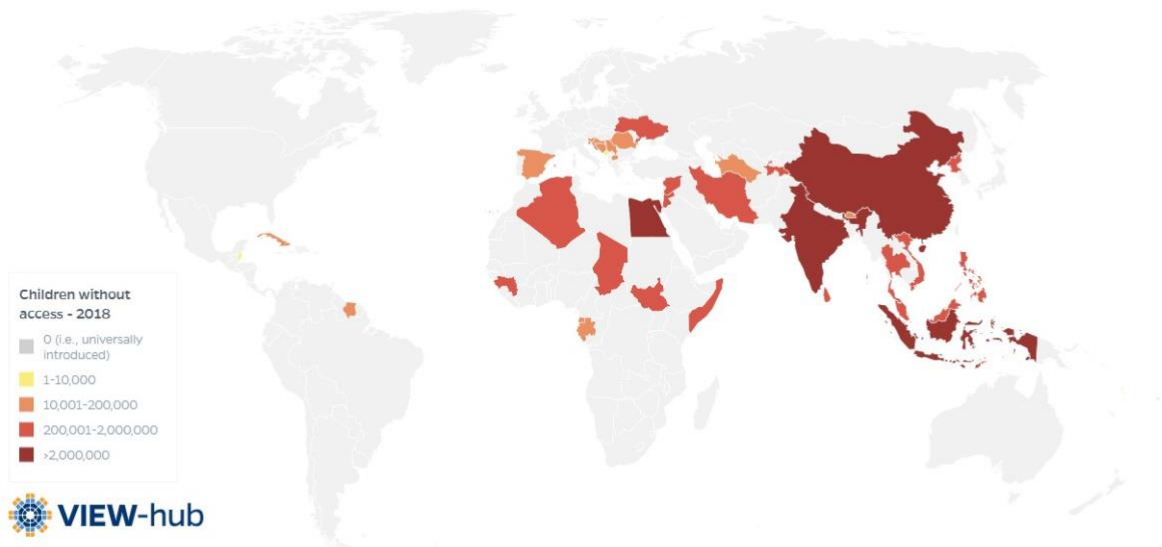 Children without
access - 2018
0 (i.e., universally
introduced)
1-10,000
10,001-200,000
200,001-2,000,000
>2,000,000
VIEW-hub